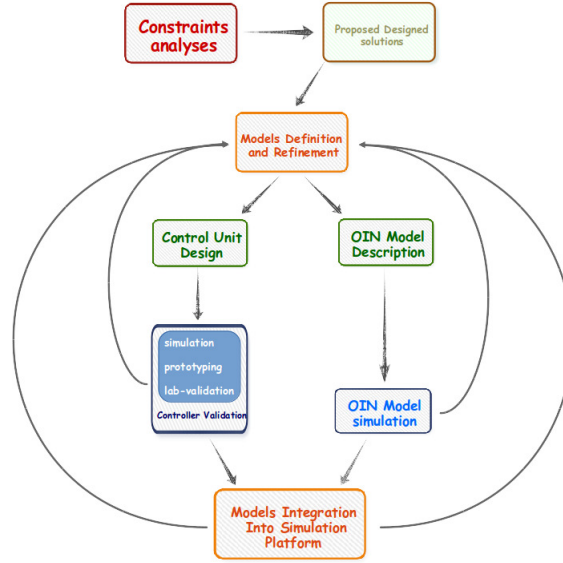 Constraints
analyses
Proposed Designed
solutions
Models Definition
and Refinement
Control Unit
Design
OIN Model
Description
simulation
prototyping
lab-validation
Controller Validation
OIN Model
simulation
Models Integration
Into Simulation
Platform